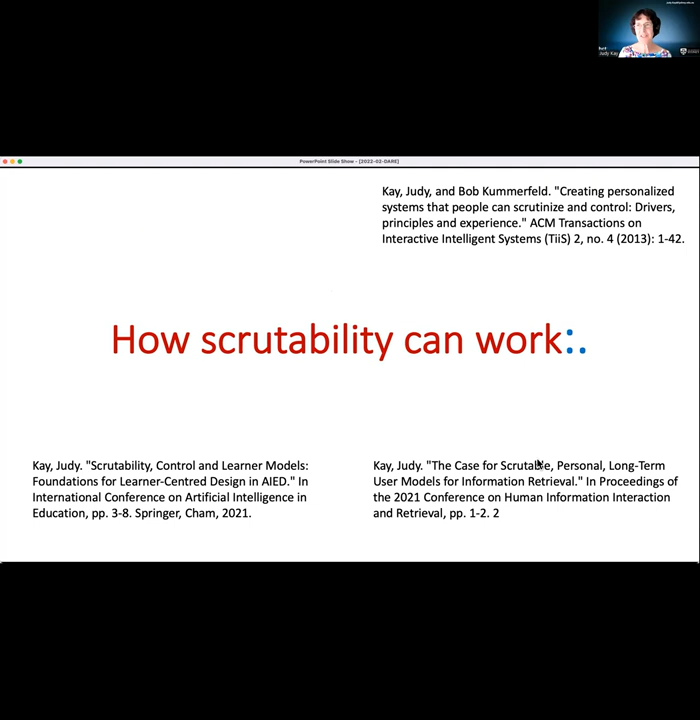 Judy Kay
PowerPoint Slide Show - [2022-02-DARE]
Kay, Judy, and Bob Kummerfeld. "Creating personalized
systems that people can scrutinize and control: Drivers,
principles and experience." ACM Transactions on
Interactive Intelligent Systems (TiiS) 2, no. 4 (2013): 1-42.
How scrutability can work:.
Kay, Judy. "Scrutability, Control and Learner Models:
Foundations for Learner-Centred Design in AIED." In
International Conference on Artificial Intelligence in
Education, pp. 3-8. Springer, Cham, 2021.
Kay, Judy. "The Case for Scrutable, Personal, Long-Term
User Models for Information Retrieval." In Proceedings of
the 2021 Conference on Human Information Interaction
and Retrieval, pp. 1-2. 2